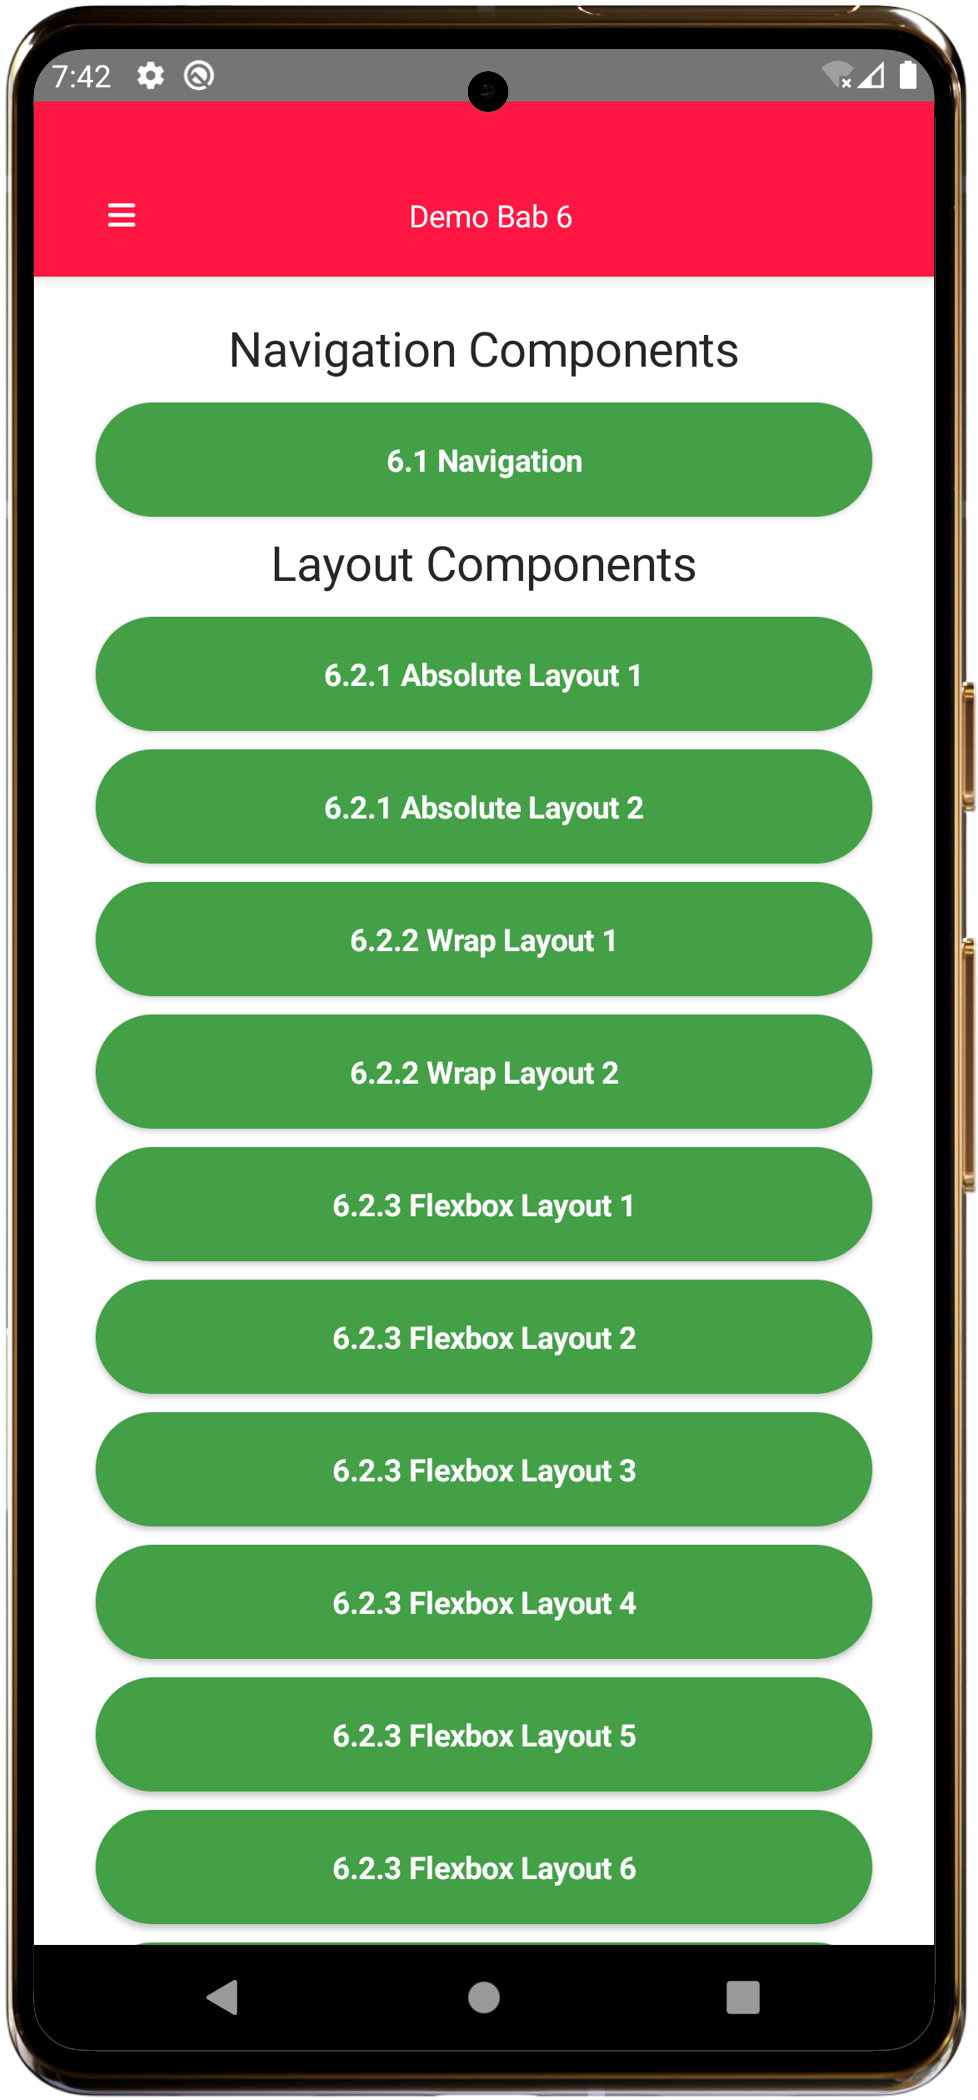 7:42
Demo Bab 6
Navigation Components
6.1 Navigation
Layout Components
6.2.1 Absolute Layout 1
6.2.1 Absolute Layout 2
6.2.2 Wrap Layout 1
6.2.2 Wrap Layout 2
6.2.3 Flexbox Layout 1
6.2.3 Flexbox Layout 2
6.2.3 Flexbox Layout 3
6.2.3 Flexbox Layout 4
6.2.3 Flexbox Layout 5
6.2.3 Flexbox Layout 6